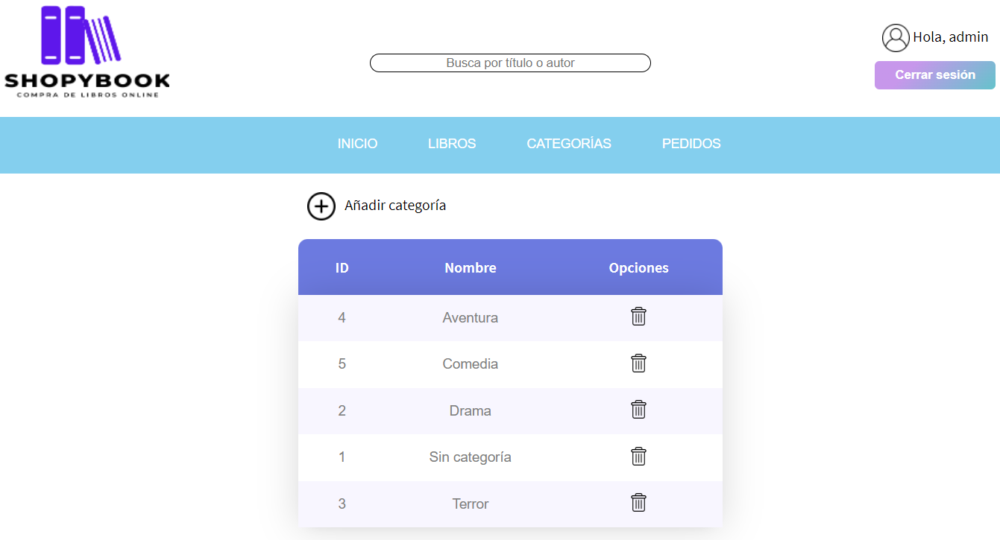 SHOPYBOOK
COMPRA DE LIBROS ONLINE
Busca por título o autor
Hola, admin
Cerrar sesión
INICIO LIBROS CATEGORÍAS PEDIDOS
Añadir categoría
ID Nombre Opciones
4 Aventura
5 Comedia
2 Drama
1 Sin categoría
3 Terror